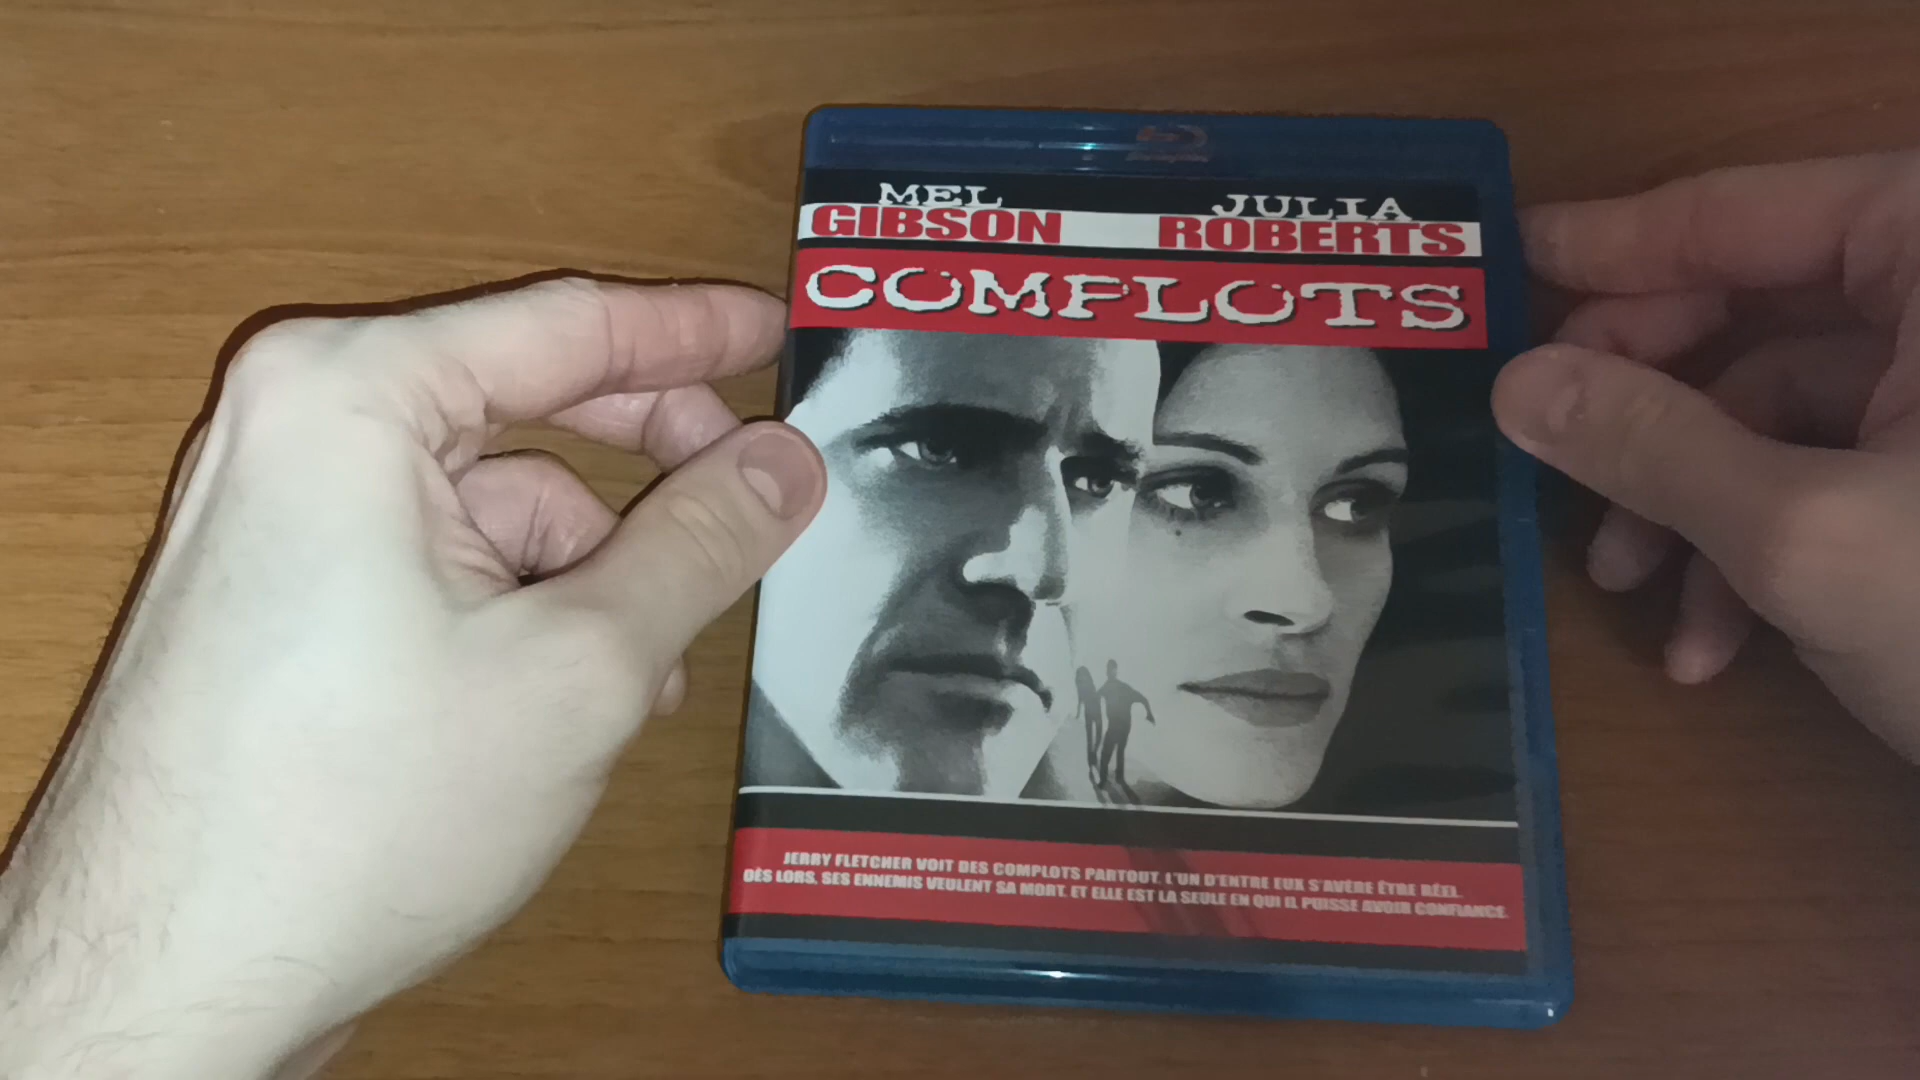 MEL JULIA
GIBSON ROBERTS
COMPLOTS
JERRY FLETCHER VOIT DES COMPLOTS PARTOUT, L'UN D'ENTRE EUX S'AVÈRE ÊTRE RÉEL.
DÈS LORS, SES ENNEMIS VEULENT SA MORT. ET ELLE EST LA SEULE EN QUI IL PUISSE AVOIR CONFIANCE.